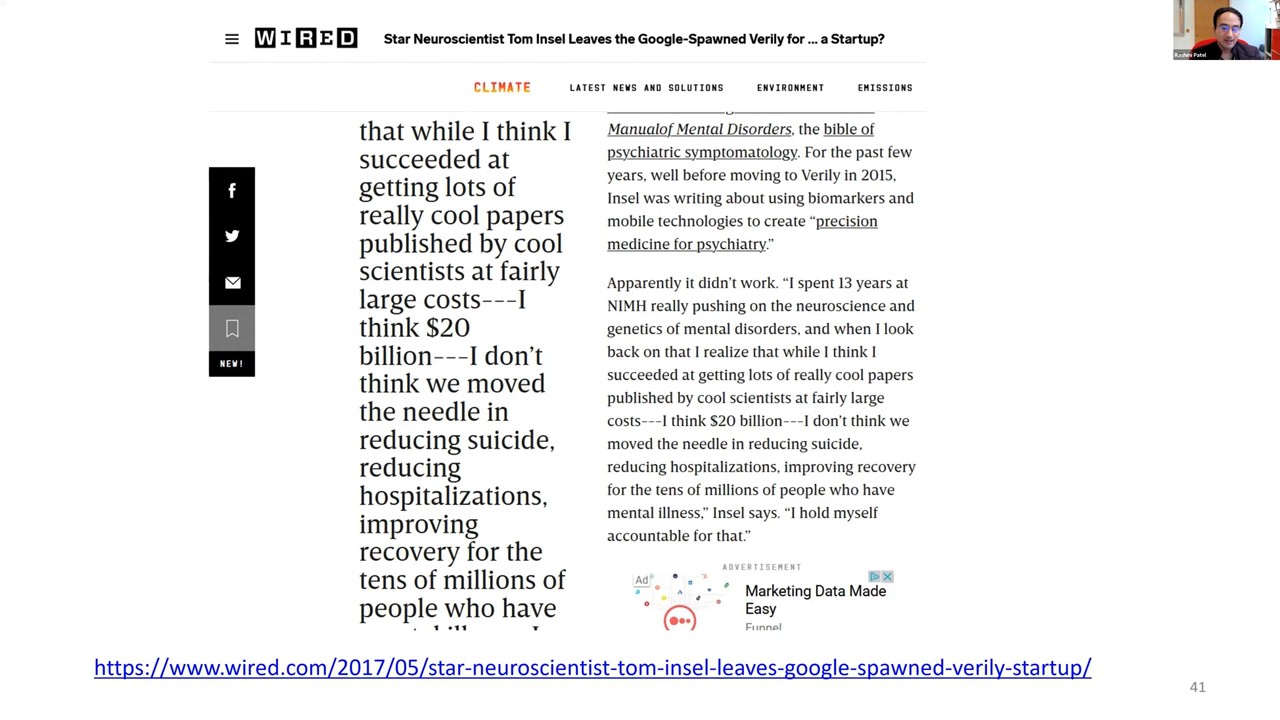 WIRED
Star Neuroscientist Tom Insel Leaves the Google-Spawned Verily for ... a Startup?
Rashmi Patel
CLIMATE
LATEST NEWS AND SOLUTIONS
ENVIRONMENT
EMISSIONS
NEW!
that while I think I
succeeded at
getting lots of
really cool papers
published by cool
scientists at fairly
large costs---I
think $20
billion---I don't
think we moved
the needle in
reducing suicide,
reducing
hospitalizations,
improving
recovery for the
tens of millions of
people who have
Manualof Mental Disorders, the bible of
psychiatric symptomatology. For the past few
years, well before moving to Verily in 2015,
Insel was writing about using biomarkers and
mobile technologies to create “precision
medicine for psychiatry.”
Apparently it didn’t work. “I spent 13 years at
NIMH really pushing on the neuroscience and
genetics of mental disorders, and when I look
back on that I realize that while I think I
succeeded at getting lots of really cool papers
published by cool scientists at fairly large
costs---I think $20 billion---I don’t think we
moved the needle in reducing suicide,
reducing hospitalizations, improving recovery
for the tens of millions of people who have
mental illness,” Insel says. “I hold myself
accountable for that.”
ADVERTISEMENT
Ad
Marketing Data Made
Easy
Funnel
https://www.wired.com/2017/05/star-neuroscientist-tom-insel-leaves-google-spawned-verily-startup/
41